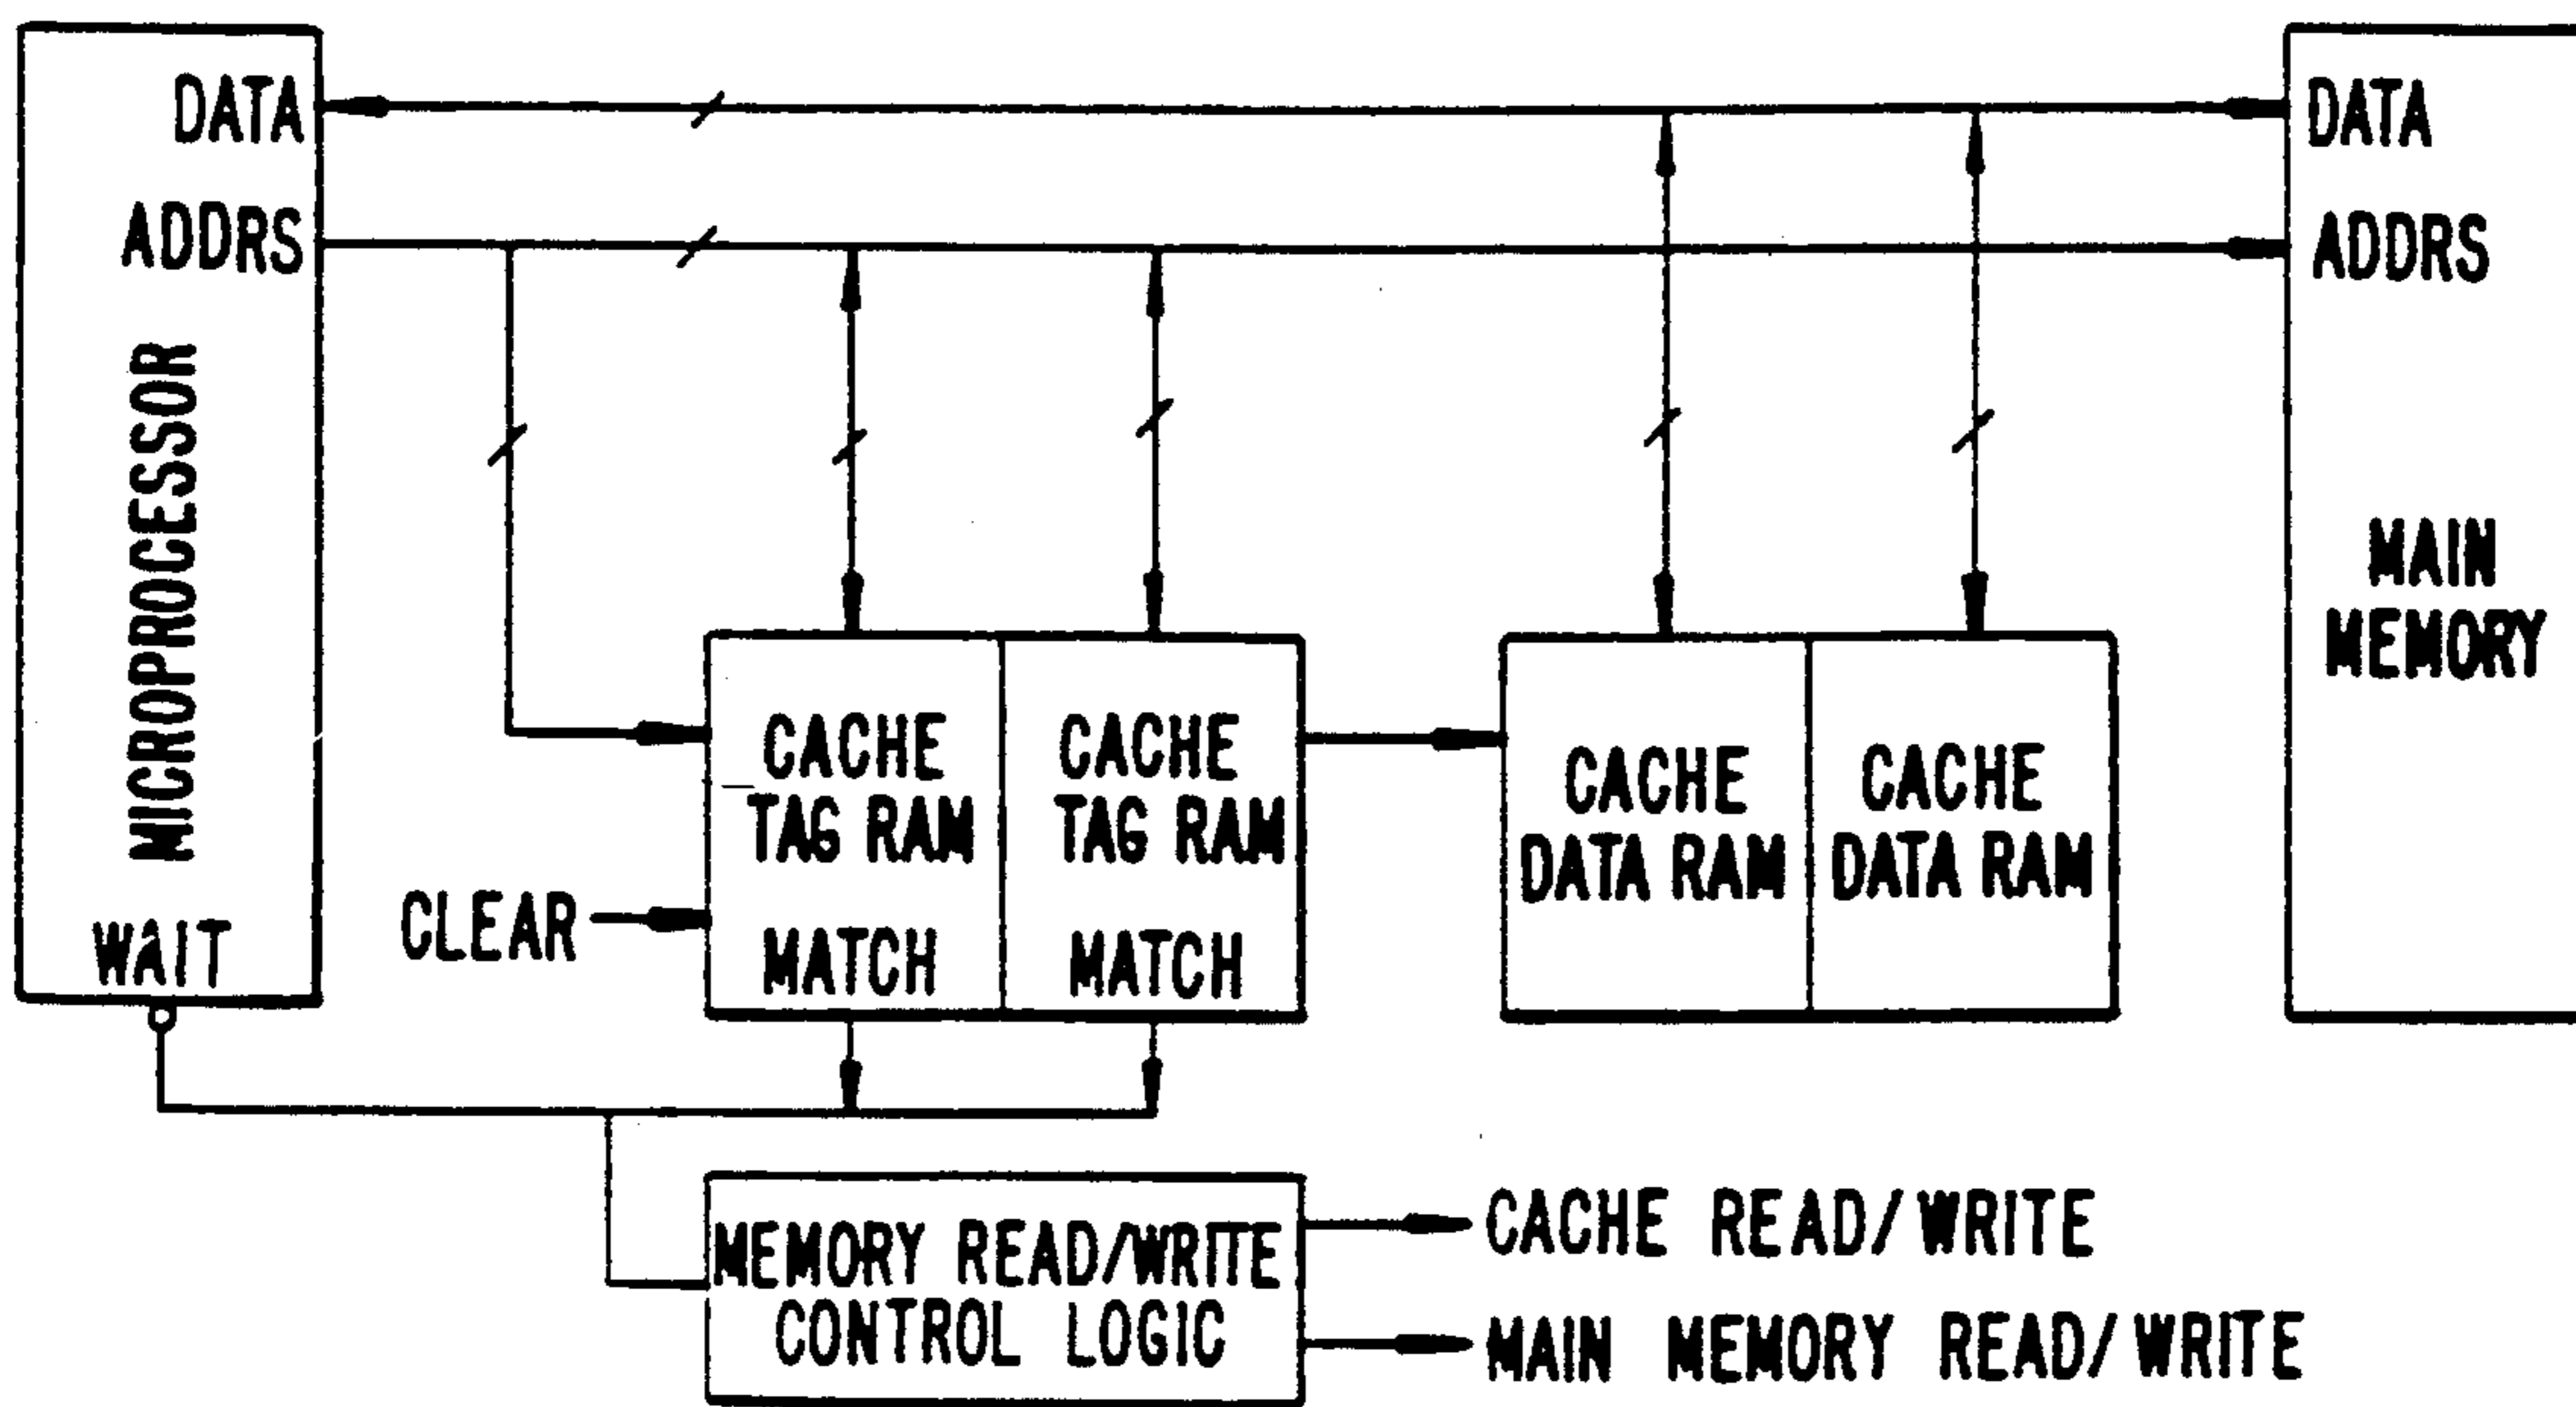 DATA
ADDRS
MICROPROCESSOR
WAIT
CLEAR
CACHE
TAG RAM
MATCH
CACHE
TAG RAM
MATCH
CACHE
DATA RAM
CACHE
DATA RAM
DATA
ADDRS
MAIN
MEMORY
MEMORY READ/WRITE
CONTROL LOGIC
CACHE READ/WRITE
MAIN MEMORY READ/WRITE